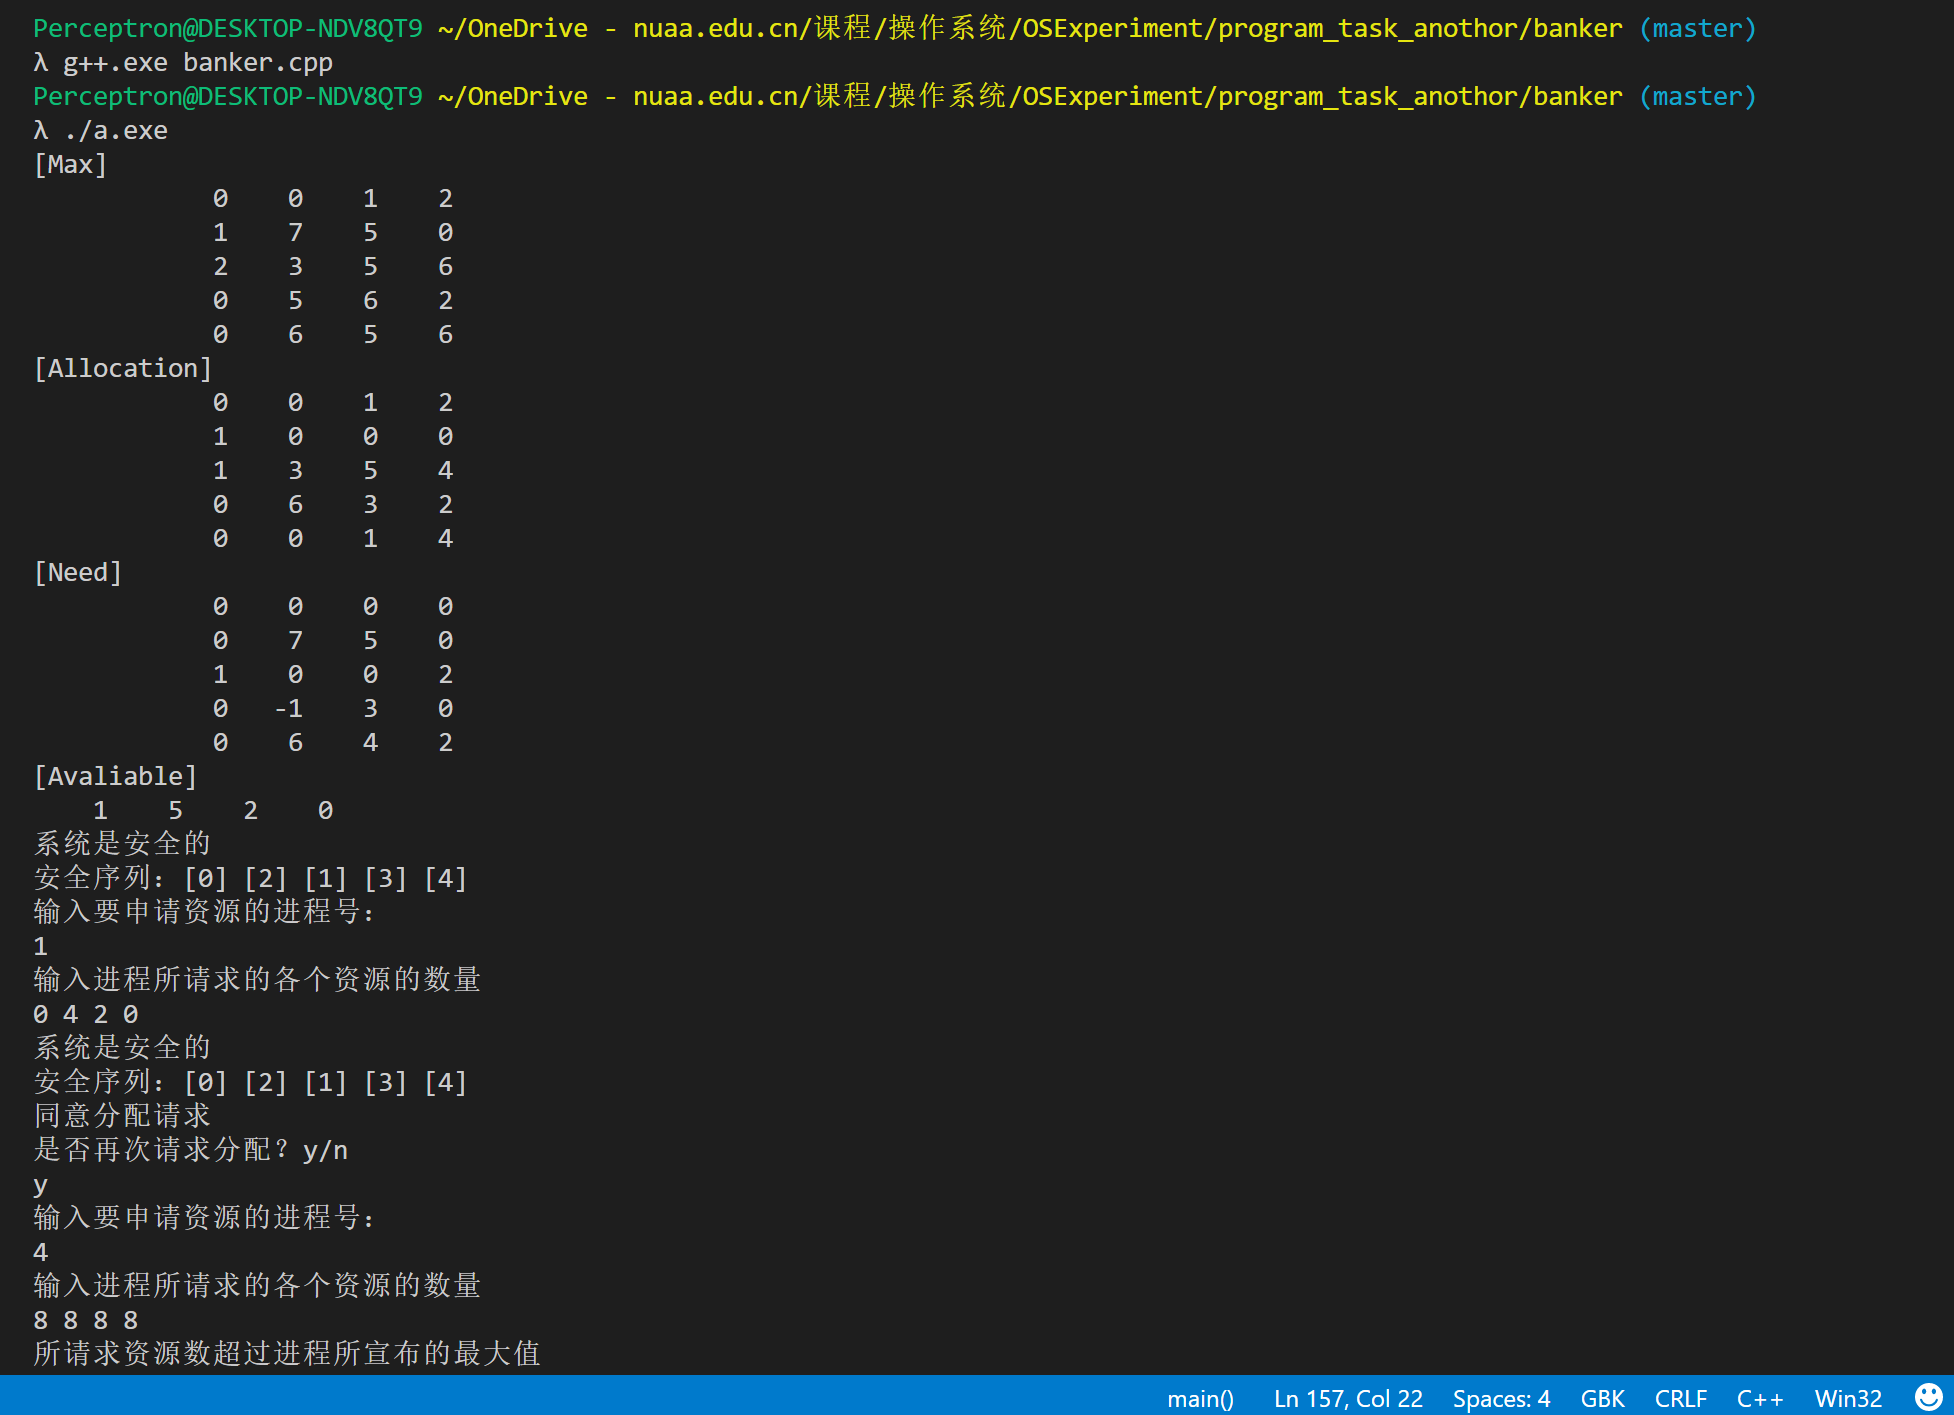 Perceptron@DESKTOP-NDV8QT9 ~/OneDrive - nuaa.edu.cn/课程/操作系统/OSExperiment/program_task_anothor/banker (master)
λ g++.exe banker.cpp
Perceptron@DESKTOP-NDV8QT9 ~/OneDrive - nuaa.edu.cn/课程/操作系统/OSExperiment/program_task_anothor/banker (master)
λ ./a.exe
[Max]
0 0 1 2
1 7 5 0
2 3 5 6
0 5 6 2
0 6 5 6
[Allocation]
0 0 1 2
1 0 0 0
1 3 5 4
0 6 3 2
0 0 1 4
[Need]
0 0 0 0
0 7 5 0
1 0 0 2
0 -1 3 0
0 6 4 2
[Avaliable]
1 5 2 0
系统是安全的
安全序列：[0] [2] [1] [3] [4]
输入要申请资源的进程号：
1
输入进程所请求的各个资源的数量
0 4 2 0
系统是安全的
安全序列：[0] [2] [1] [3] [4]
同意分配请求
是否再次请求分配？y/n
y
输入要申请资源的进程号：
4
输入进程所请求的各个资源的数量
8 8 8 8
所请求资源数超过进程所宣布的最大值
main() Ln 157, Col 22 Spaces: 4 GBK CRLF C++ Win32